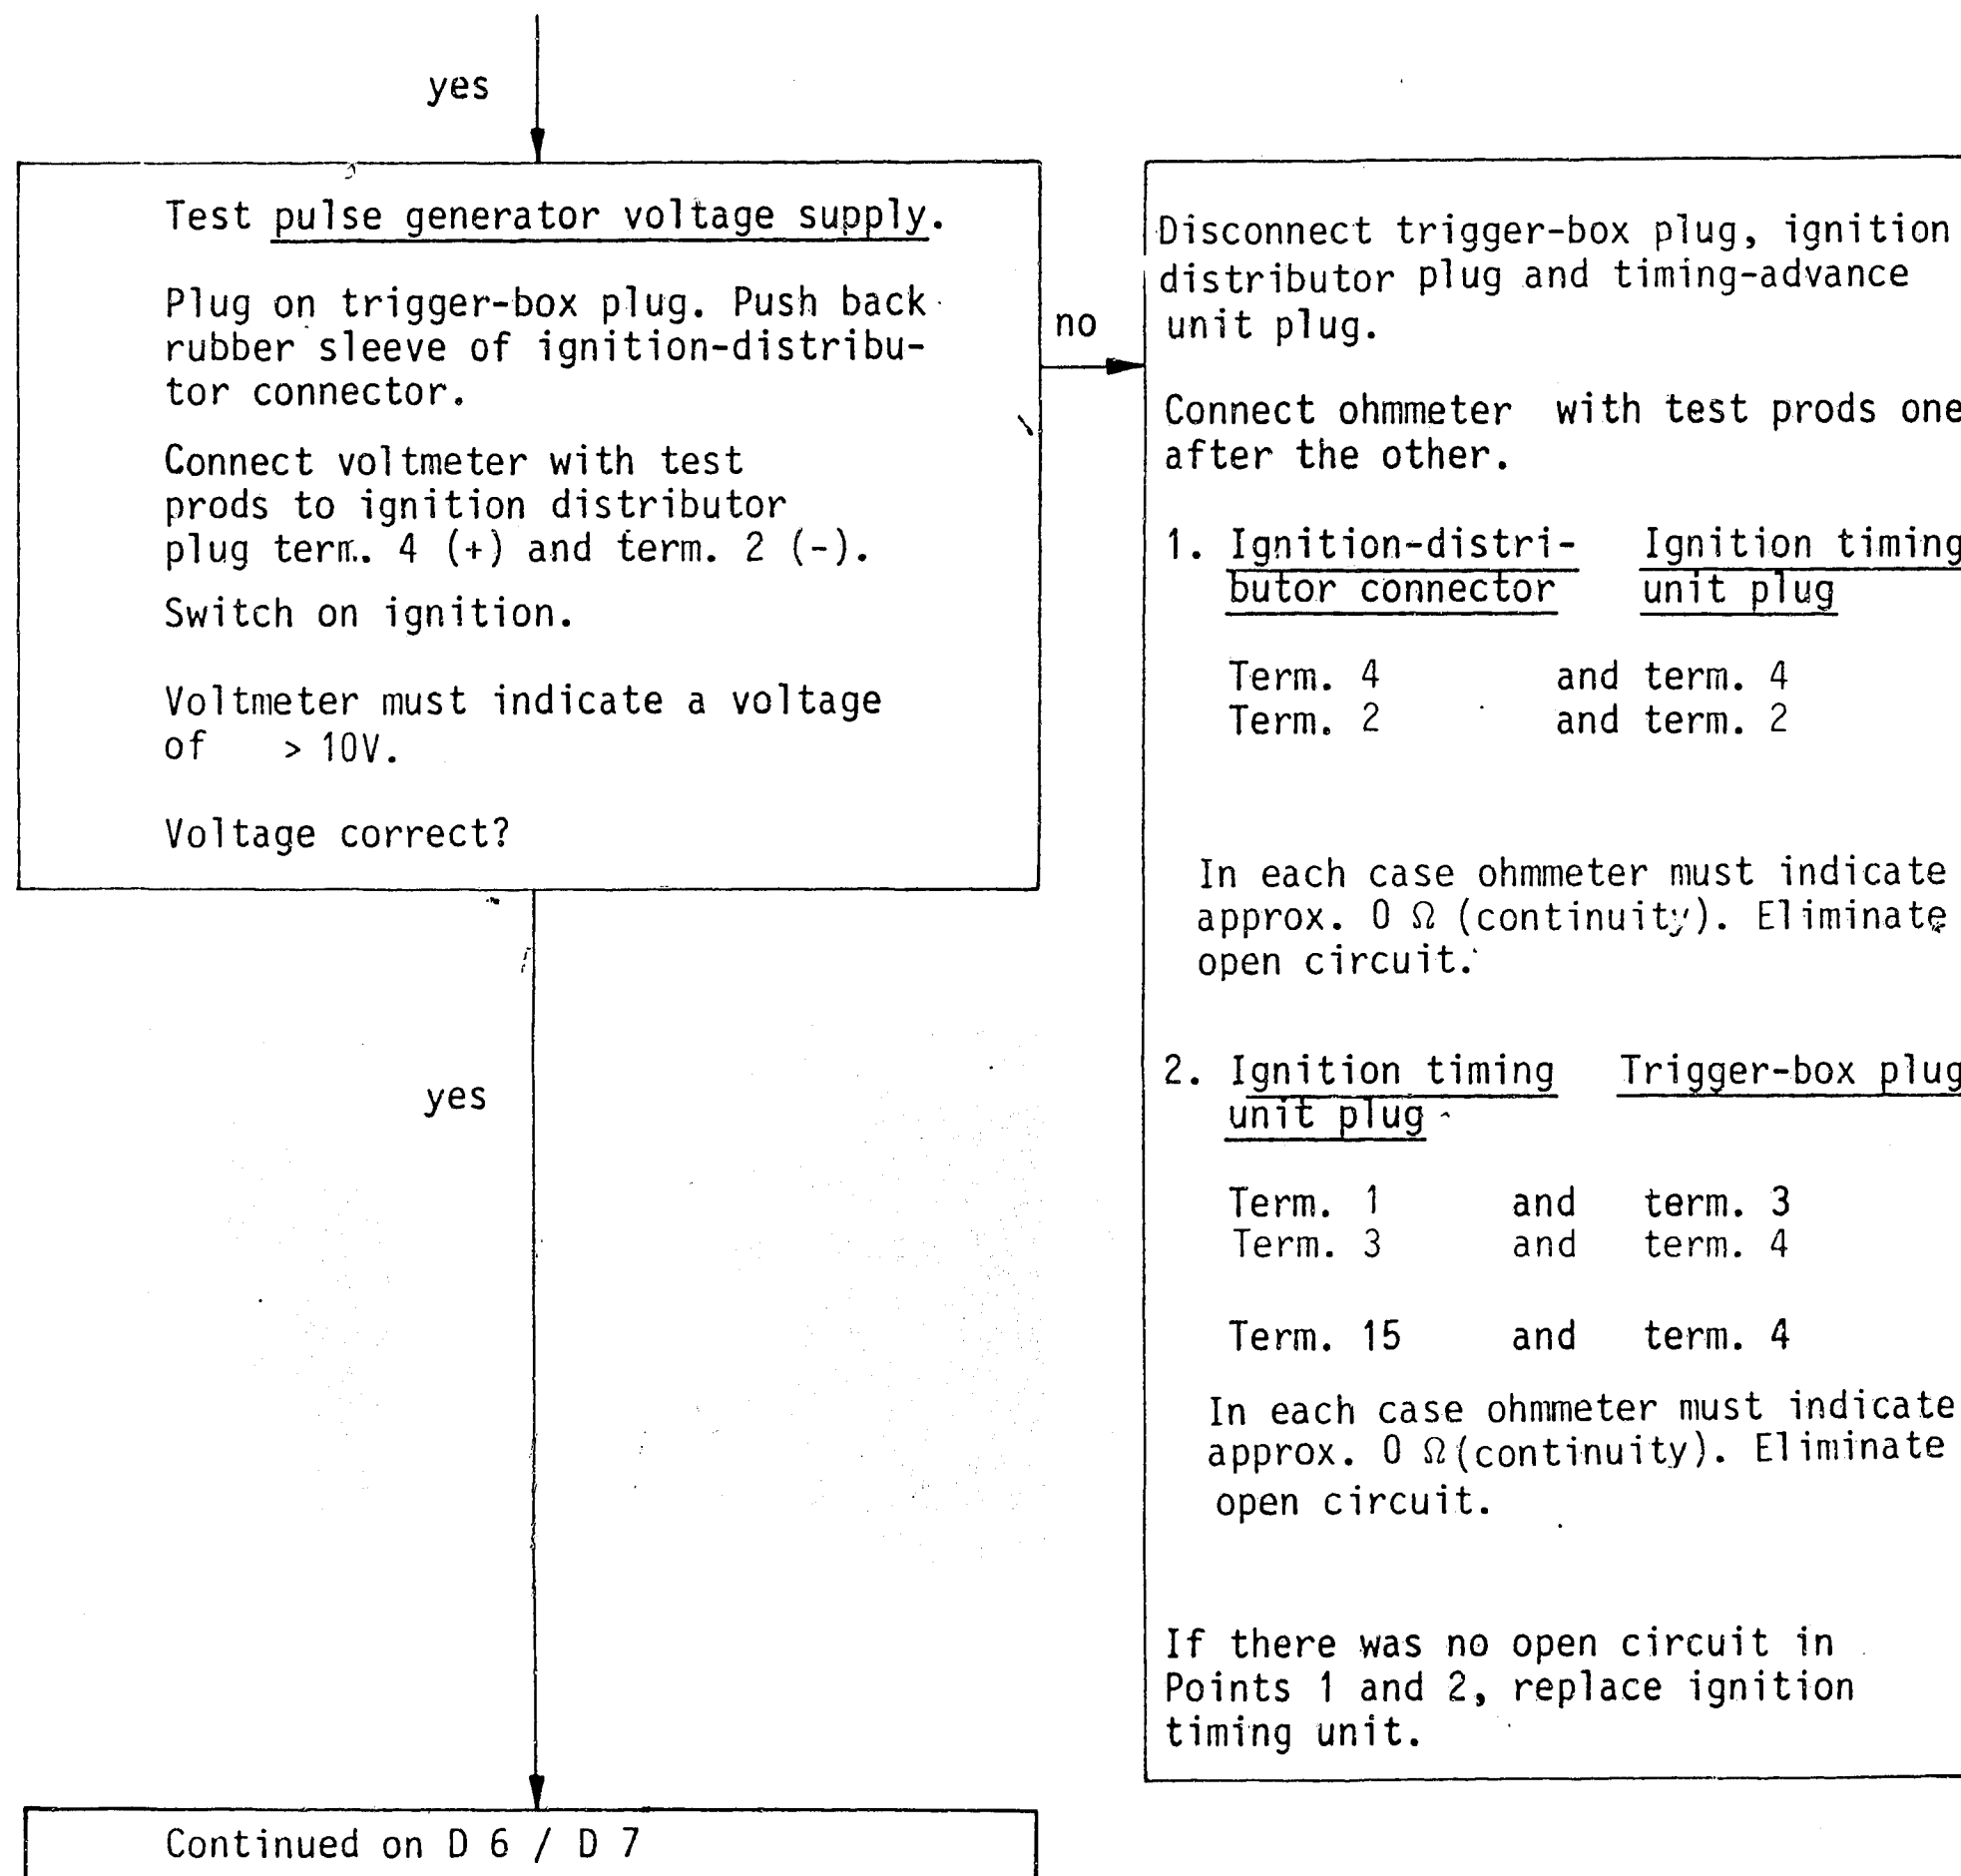 yes
Test pulse generator voltage supply.
Plug on trigger-box plug. Push back
rubber sleeve of ignition-distribu-
tor connector.
Connect voltmeter with test
prods to ignition distributor
plug term. 4 (+) and term. 2 (-).
Switch on ignition.
Voltmeter must indicate a voltage
of > 10V.
Voltage correct?
no
Disconnect trigger-box plug, ignition
distributor plug and timing-advance
unit plug.
Connect ohmmeter with test prods one
after the other.
1. Ignition-distri- Ignition timing
butor connector unit plug
Term. 4 and term. 4
Term. 2 and term. 2
In each case ohmmeter must indicate
approx. 0 Ω (continuity). Eliminate
open circuit.
2. Ignition timing Trigger-box plug
unit plug
Term. 1 and term. 3
Term. 3 and term. 4
Term. 15 and term. 4
In each case ohmmeter must indicate
approx. 0 Ω (continuity). Eliminate
open circuit.
If there was no open circuit in
Points 1 and 2, replace ignition
timing unit.
yes
Continued on D 6 / D 7